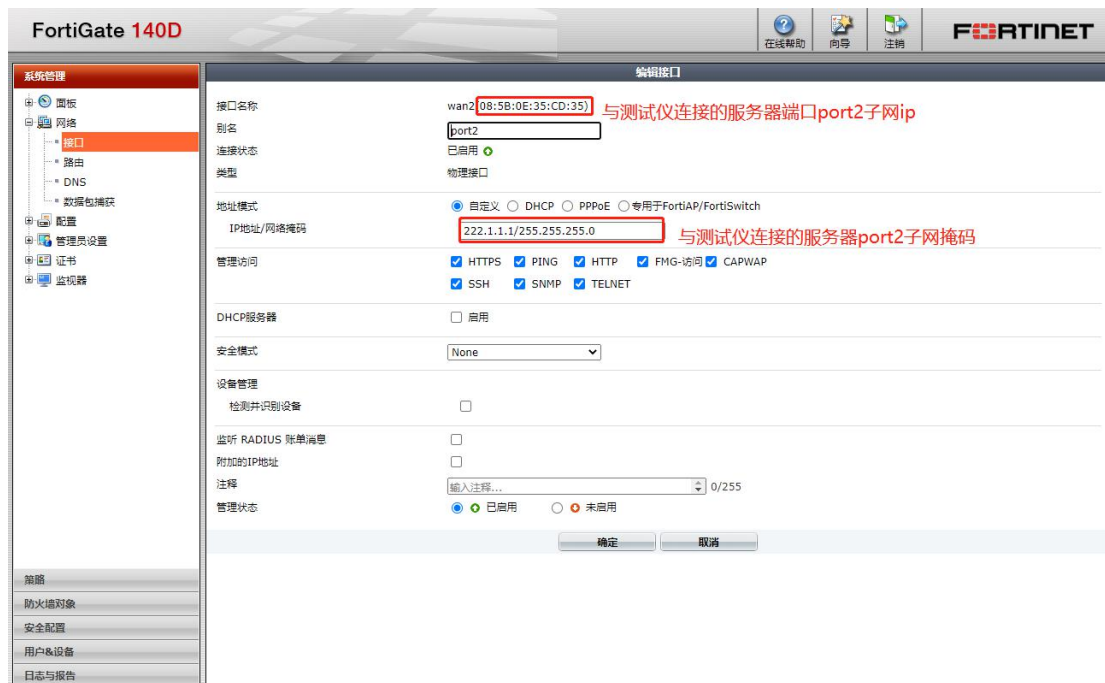 FortiGate 140D
在线帮助
向导
注销
FORTINET
系统管理
面板
网络
接口
路由
DNS
数据包捕获
配置
管理员设置
证书
监视器
策略
防火墙对象
安全配置
用户&设备
日志与报告
编辑接口
接口名称 wan2(08:5B:0E:35:CD:35) 与测试仪连接的服务器端口port2子网ip
别名 port2
连接状态 已启用
类型 物理接口
地址模式 自定义 DHCP PPPoE 专用于FortiAP/FortiSwitch
IP地址/网络掩码 222.1.1.1/255.255.255.0 与测试仪连接的服务器port2子网掩码
管理访问 HTTPS PING HTTP FMG-访问 CAPWAP
SSH SNMP TELNET
DHCP服务器 启用
安全模式 None
设备管理
检测并识别设备
监听 RADIUS 账单消息
附加的IP地址
注释 输入注释... 0/255
管理状态 已启用 未启用
确定 取消